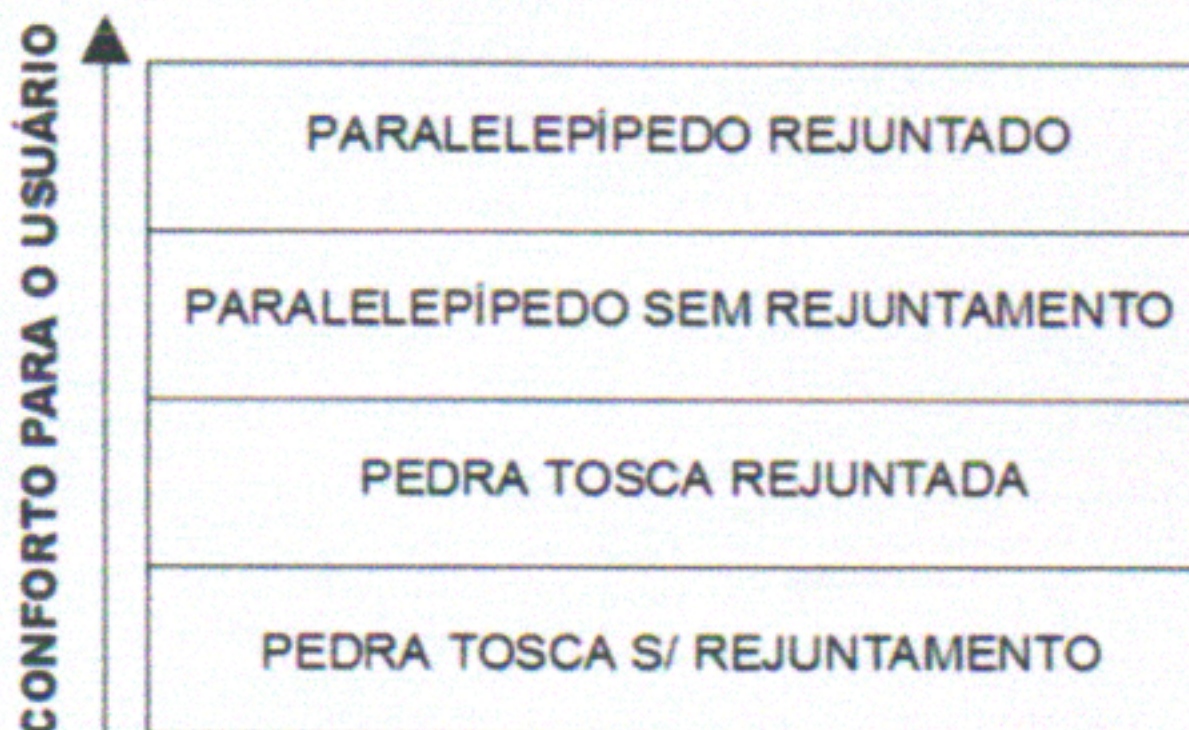 CONFORTO PARA O USUÁRIO
PARALELEPÍPEDO REJUNTADO
PARALELEPÍPEDO SEM REJUNTAMENTO
PEDRA TOSCA REJUNTADA
PEDRA TOSCA S/ REJUNTAMENTO